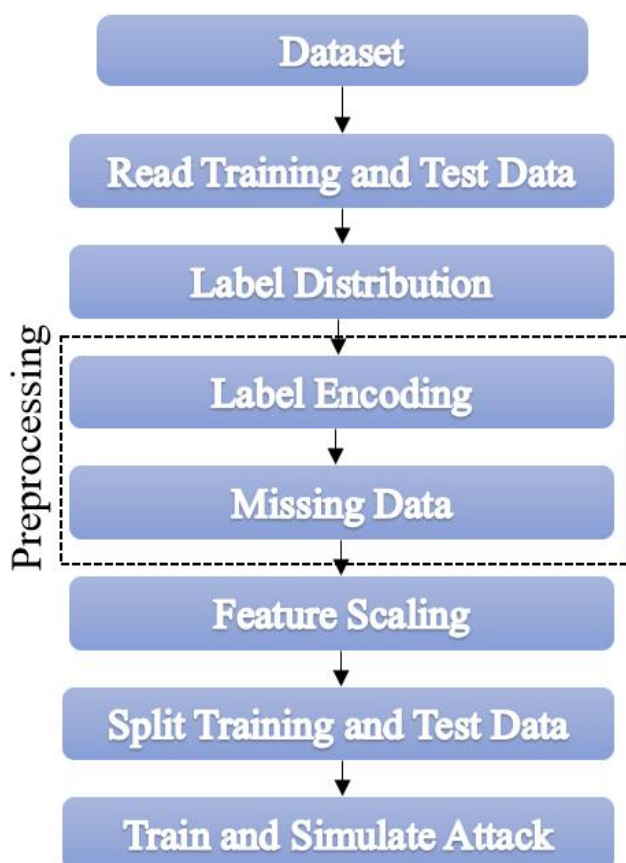 Dataset
Read Training and Test Data
Label Distribution
Preprocessing
Label Encoding
Missing Data
Feature Scaling
Split Training and Test Data
Train and Simulate Attack